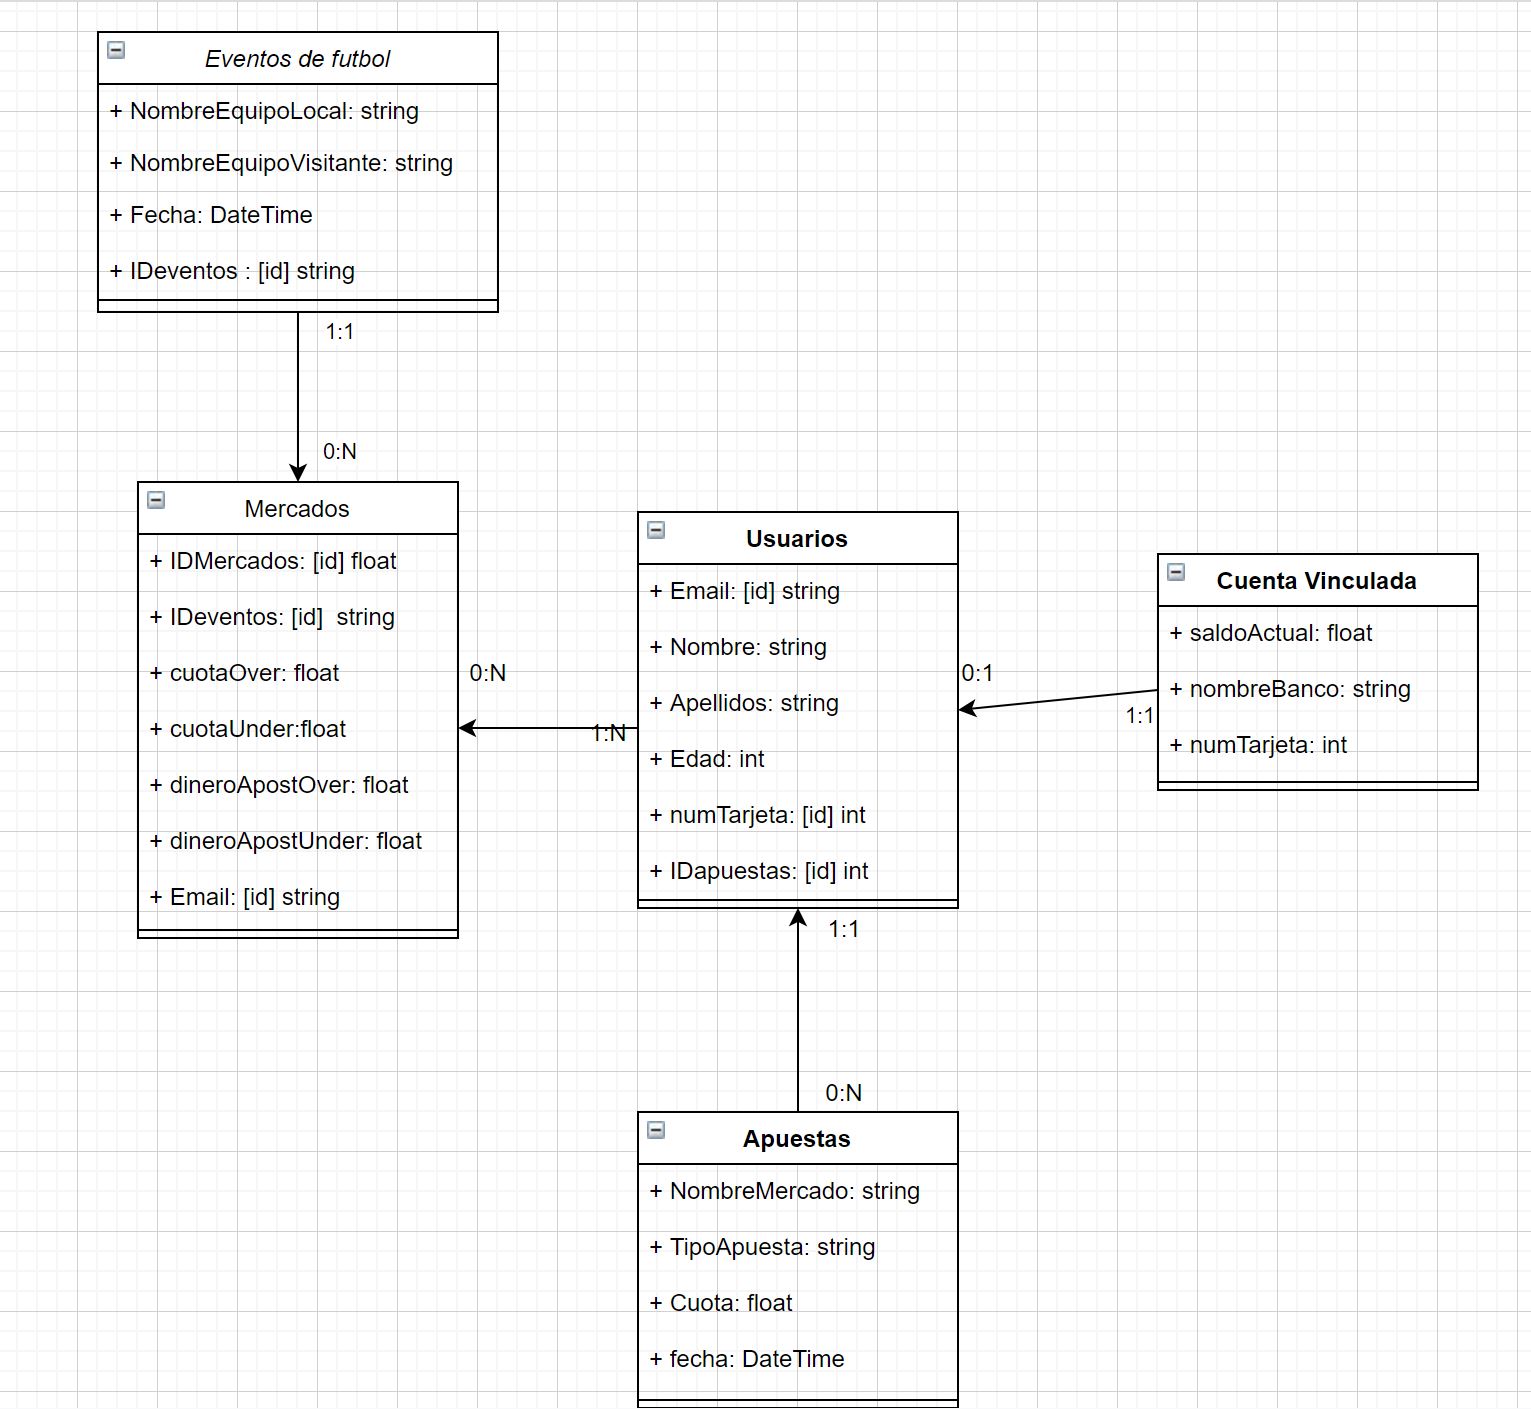 Eventos de futbol
+ NombreEquipoLocal: string
+ NombreEquipoVisitante: string
+ Fecha: DateTime
+ IDeventos : [id] string
1:1
0:N
Mercados
+ IDMercados: [id] float
+ IDeventos: [id]  string
+ cuotaOver: float
+ cuotaUnder:float
+ dineroApostOver: float
+ dineroApostUnder: float
+ Email: [id] string
0:N
1:N
Usuarios
+ Email: [id] string
+ Nombre: string
+ Apellidos: string
+ Edad: int
+ numTarjeta: [id] int
+ IDapuestas: [id] int
0:1
1:1
Cuenta Vinculada
+ saldoActual: float
+ nombreBanco: string
+ numTarjeta: int
1:1
0:N
Apuestas
+ NombreMercado: string
+ TipoApuesta: string
+ Cuota: float
+ fecha: DateTime